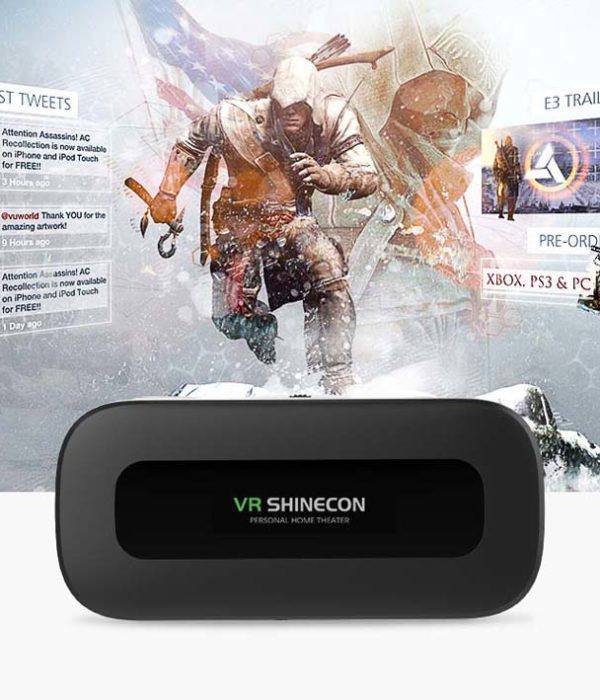 ST TWEETS
Attention Assassins! AC
Recollection is now available
on iPhone and iPod Touch
for FREE!!
3 Hours ago
@vuworld Thank YOU for the
amazing artwork!
9 Hours ago
Attention Assassins! AC
Recollection is now available
on iPhone and iPod Touch
for FREE!!
1 Day ago
E3 TRAIL
PRE-ORD
XBOX, PS3 & PC
VR SHINECON
PERSONAL HOME THEATER